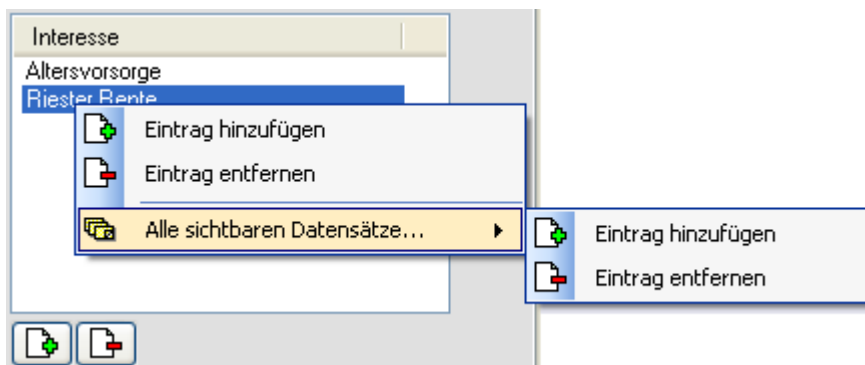 Interesse
Altersvorsorge
Riester Rente
Eintrag hinzufügen
Eintrag entfernen
Alle sichtbaren Datensätze...
Eintrag hinzufügen
Eintrag entfernen